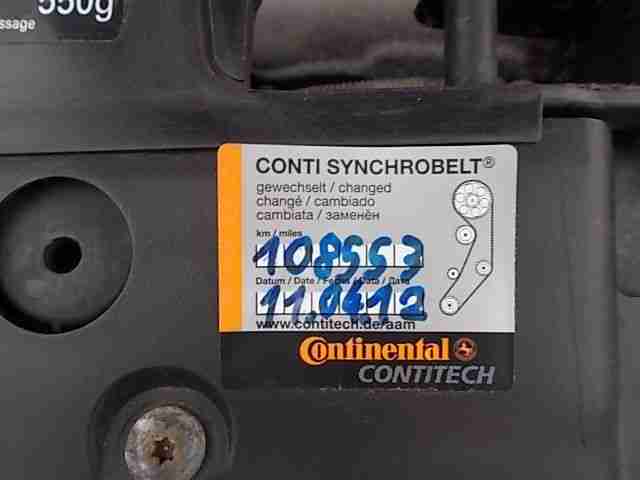 550g
ssage
CONTI SYNCHROBELT®
gewechselt / changed
changé / cambiado
cambiata / заменён
km / miles
108553
Datum / Date / Fecha / Data / Дата
11.04.12
www.contitech.de/aam
Continental
CONTITECH